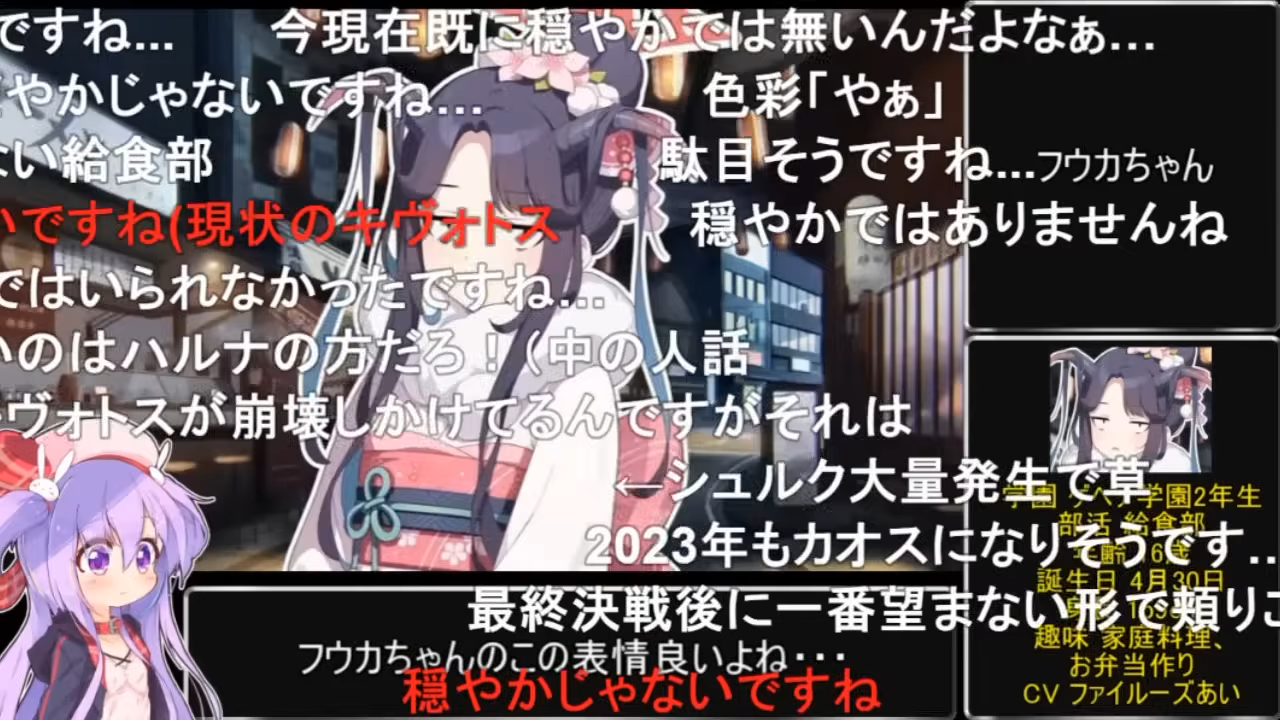 ですね...
今現在既に穏やかでは無いんだよなぁ...
やかじゃないですね...
色彩「やぁ」
い給食部
駄目そうですね...
フウカちゃん
いですね(現状のキヴォトス
穏やかではありませんね
ではいられなかったですね...
いのはハルナの方だろ!(中の人話
ヴォトスが崩壊しかけてるんですがそれは
←シュルク大量発生で草
学園2年生
部活 給食部
2023年もカオスになりそうです..
誕生日 4月30日
最終決戦後に一番望まない形で頬りこ
趣味 家庭料理、
お弁当作り
CV ファイルーズあい
フウカちゃんのこの表情良いよね・・・
穏やかじゃないですね